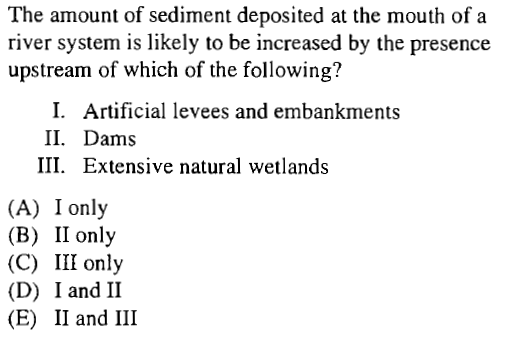 The amount of sediment deposited at the mouth of a
river system is likely to be increased by the presence
upstream of which of the following?
I. Artificial levees and embankments
II. Dams
III. Extensive natural wetlands
(A) I only
(B) II only
(C) III only
(D) I and II
(E) II and III